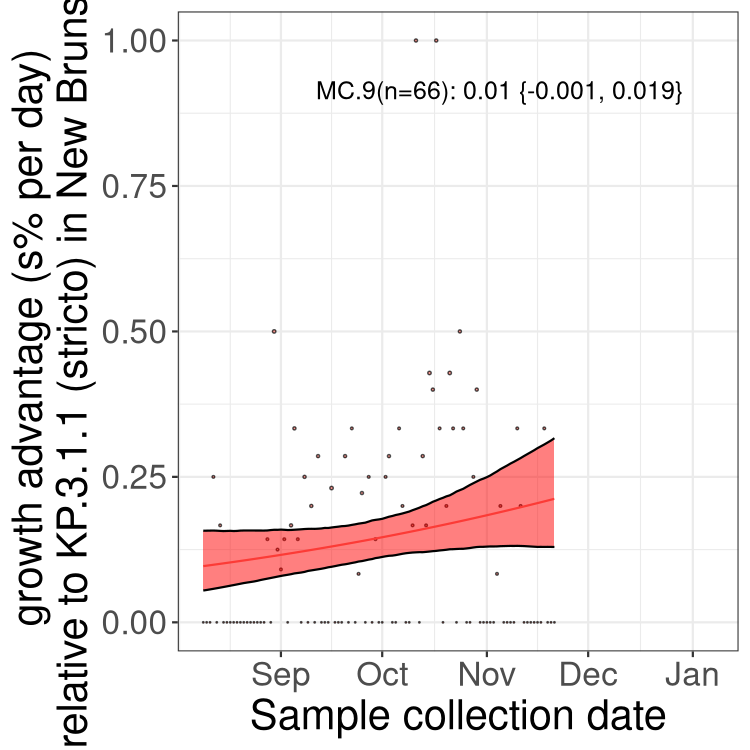 growth advantage (s% per day)
relative to KP.3.1.1 (stricto) in New Bruns
1.00
0.75
0.50
0.25
0.00
MC.9(n=66): 0.01 {-0.001, 0.019}
Sep Oct Nov Dec Jan
Sample collection date